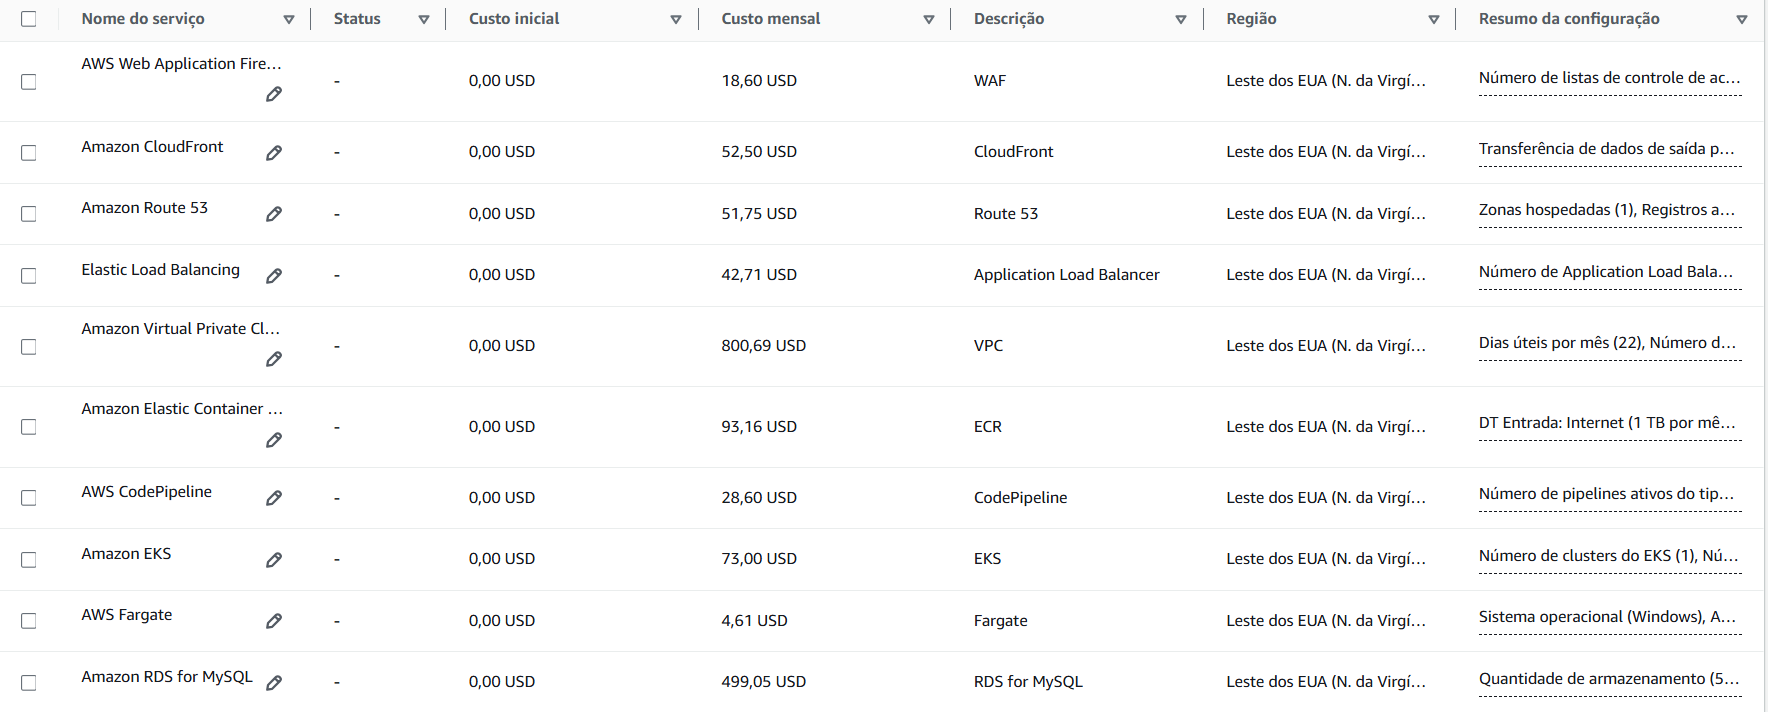 Nome do serviço Status Custo inicial Custo mensal Descrição Região Resumo da configuração
AWS Web Application Fire... - 0,00 USD 18,60 USD WAF Leste dos EUA (N. da Virgí... Número de listas de controle de ac...
Amazon CloudFront - 0,00 USD 52,50 USD CloudFront Leste dos EUA (N. da Virgí... Transferência de dados de saída p...
Amazon Route 53 - 0,00 USD 51,75 USD Route 53 Leste dos EUA (N. da Virgí... Zonas hospedadas (1), Registros a...
Elastic Load Balancing - 0,00 USD 42,71 USD Application Load Balancer Leste dos EUA (N. da Virgí... Número de Application Load Bala...
Amazon Virtual Private Cl... - 0,00 USD 800,69 USD VPC Leste dos EUA (N. da Virgí... Dias úteis por mês (22), Número d...
Amazon Elastic Container ... - 0,00 USD 93,16 USD ECR Leste dos EUA (N. da Virgí... DT Entrada: Internet (1 TB por mê...
AWS CodePipeline - 0,00 USD 28,60 USD CodePipeline Leste dos EUA (N. da Virgí... Número de pipelines ativos do tip...
Amazon EKS - 0,00 USD 73,00 USD EKS Leste dos EUA (N. da Virgí... Número de clusters do EKS (1), Nú...
AWS Fargate - 0,00 USD 4,61 USD Fargate Leste dos EUA (N. da Virgí... Sistema operacional (Windows), A...
Amazon RDS for MySQL - 0,00 USD 499,05 USD RDS for MySQL Leste dos EUA (N. da Virgí... Quantidade de armazenamento (5...